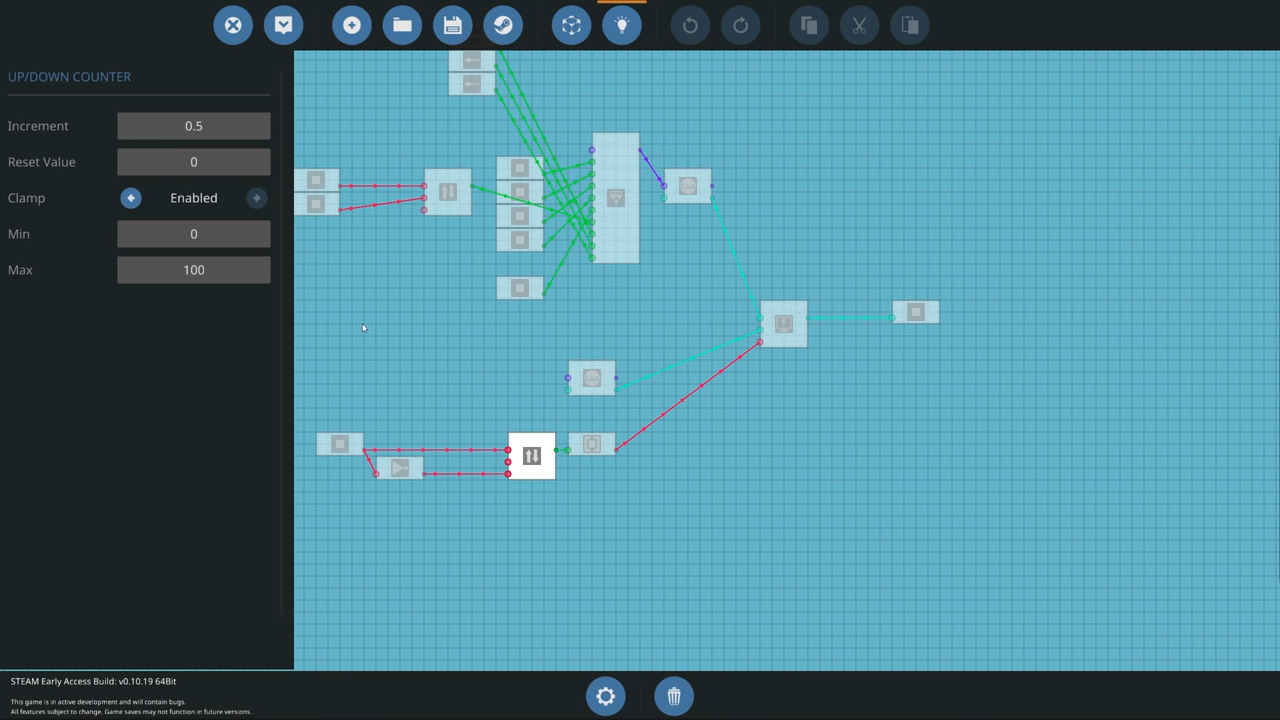 UP/DOWN COUNTER
Increment 0.5
Reset Value 0
Clamp Enabled
Min 0
Max 100
STEAM Early Access Build: v0.10.19 64Bit
This game is in active development and will contain bugs.
All features subject to change. Game saves may not function in future versions.